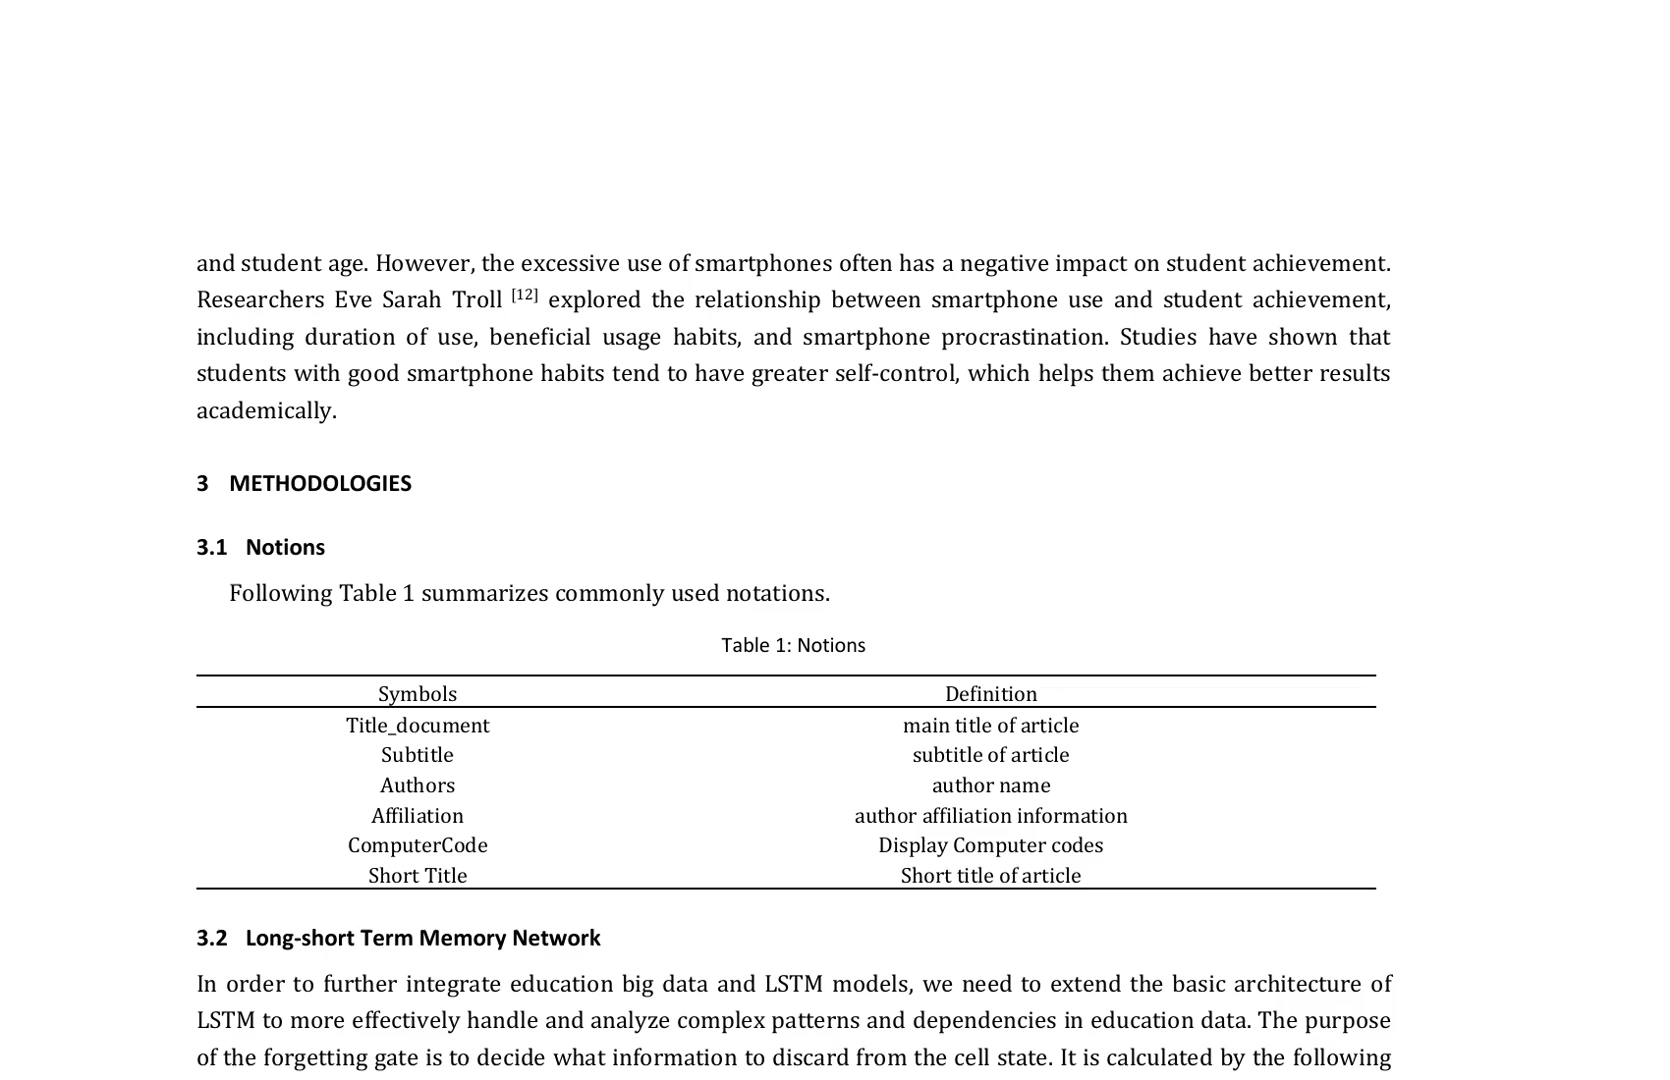 and student age. However, the excessive use of smartphones often has a negative impact on student achievement.
Researchers Eve Sarah Troll [12] explored the relationship between smartphone use and student achievement,
including duration of use, beneficial usage habits, and smartphone procrastination. Studies have shown that
students with good smartphone habits tend to have greater self-control, which helps them achieve better results
academically.
3 METHODOLOGIES
3.1 Notions
Following Table 1 summarizes commonly used notations.
Table 1: Notions
Symbols Definition
Title_document main title of article
Subtitle subtitle of article
Authors author name
Affiliation author affiliation information
ComputerCode Display Computer codes
Short Title Short title of article
3.2 Long-short Term Memory Network
In order to further integrate education big data and LSTM models, we need to extend the basic architecture of
LSTM to more effectively handle and analyze complex patterns and dependencies in education data. The purpose
of the forgetting gate is to decide what information to discard from the cell state. It is calculated by the following